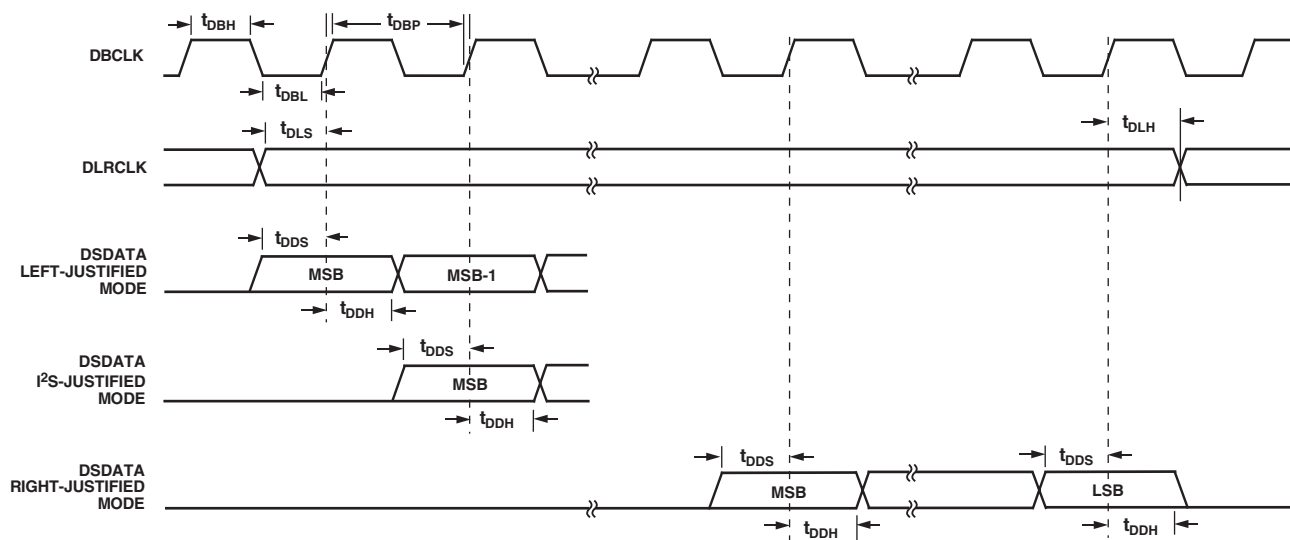 tDBH
tDBP
DBCLK
tDBL
tDLS
tDLH
DLRCLK
DSDATA
LEFT-JUSTIFIED
MODE
tDDS
MSB
MSB-1
tDDH
DSDATA
I²S-JUSTIFIED
MODE
tDDS
MSB
tDDH
DSDATA
RIGHT-JUSTIFIED
MODE
tDDS
tDDS
MSB
LSB
tDDH
tDDH